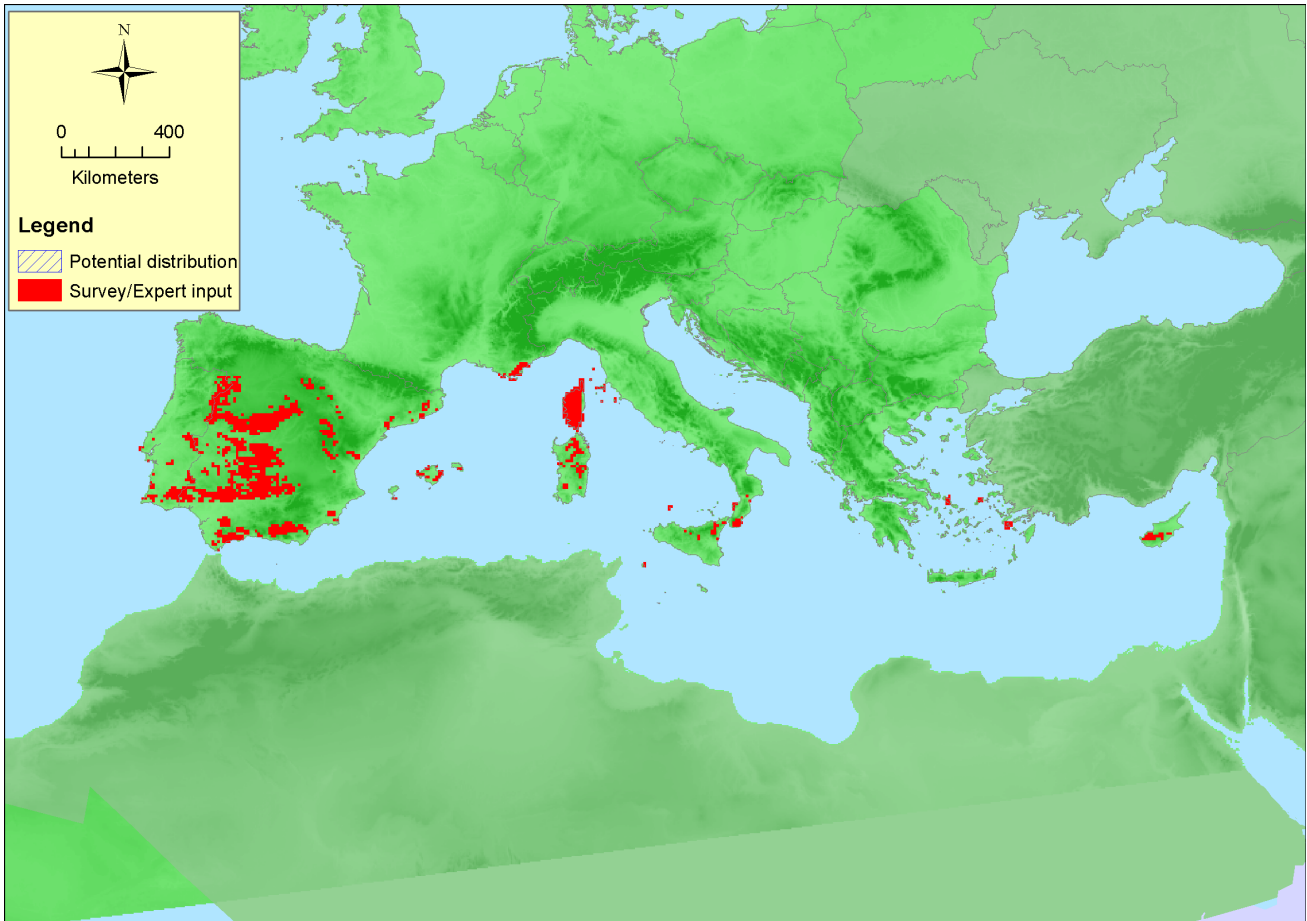 N
0 400
Kilometers
Legend
Potential distribution
Survey/Expert input